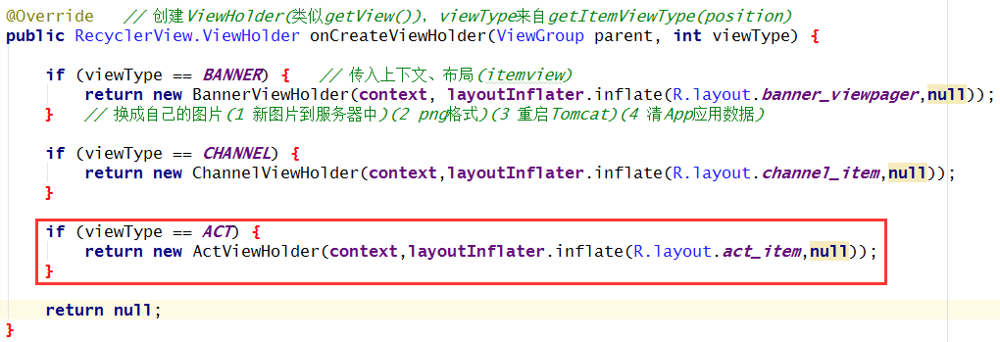 @Override   // 创建ViewHolder(类似getView())，viewType来自getItemViewType(position)
public RecyclerView.ViewHolder onCreateViewHolder(ViewGroup parent, int viewType) {
if (viewType == BANNER) {   // 传入上下文、布局(itemview)
return new BannerViewHolder(context, layoutInflater.inflate(R.layout.banner_viewpager,null));
}   // 换成自己的图片(1 新图片到服务器中)(2 png格式)(3 重启Tomcat)(4 清App应用数据)
if (viewType == CHANNEL) {
return new ChannelViewHolder(context,layoutInflater.inflate(R.layout.channel_item,null));
}
if (viewType == ACT) {
return new ActViewHolder(context,layoutInflater.inflate(R.layout.act_item,null));
}
return null;
}